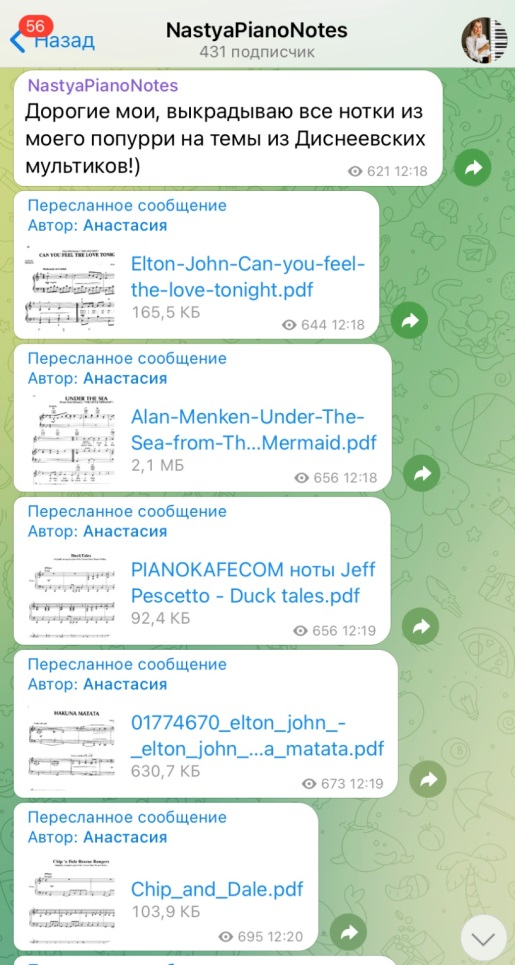 56
Назад
NastyaPianoNotes
431 подписчик
NastyaPianoNotes
Дорогие мои, выкрадываю все нотки из
моего попурри на темы из Диснеевских
мультиков!)
621 12:18
Пересланное сообщение
Автор: Анастасия
CAN YOU FEEL THE LOVE TONIG
Elton-John-Can-you-feel-
the-love-tonight.pdf
165,5 КБ
644 12:18
Пересланное сообщение
Автор: Анастасия
UNDER THE SEA
Alan-Menken-Under-The-
Sea-from-Th...Mermaid.pdf
2,1 МБ
656 12:18
Пересланное сообщение
Автор: Анастасия
DuckTales
PIANOKAFECOM ноты Jeff
Pescetto - Duck tales.pdf
92,4 КБ
656 12:19
Пересланное сообщение
Автор: Анастасия
HAKUNA MATATA
01774670_elton_john_-
_elton_john_...a_matata.pdf
630,7 КБ
673 12:19
Пересланное сообщение
Автор: Анастасия
Chip 'n Dale Rescue Rangers
Chip_and_Dale.pdf
103,9 КБ
695 12:20